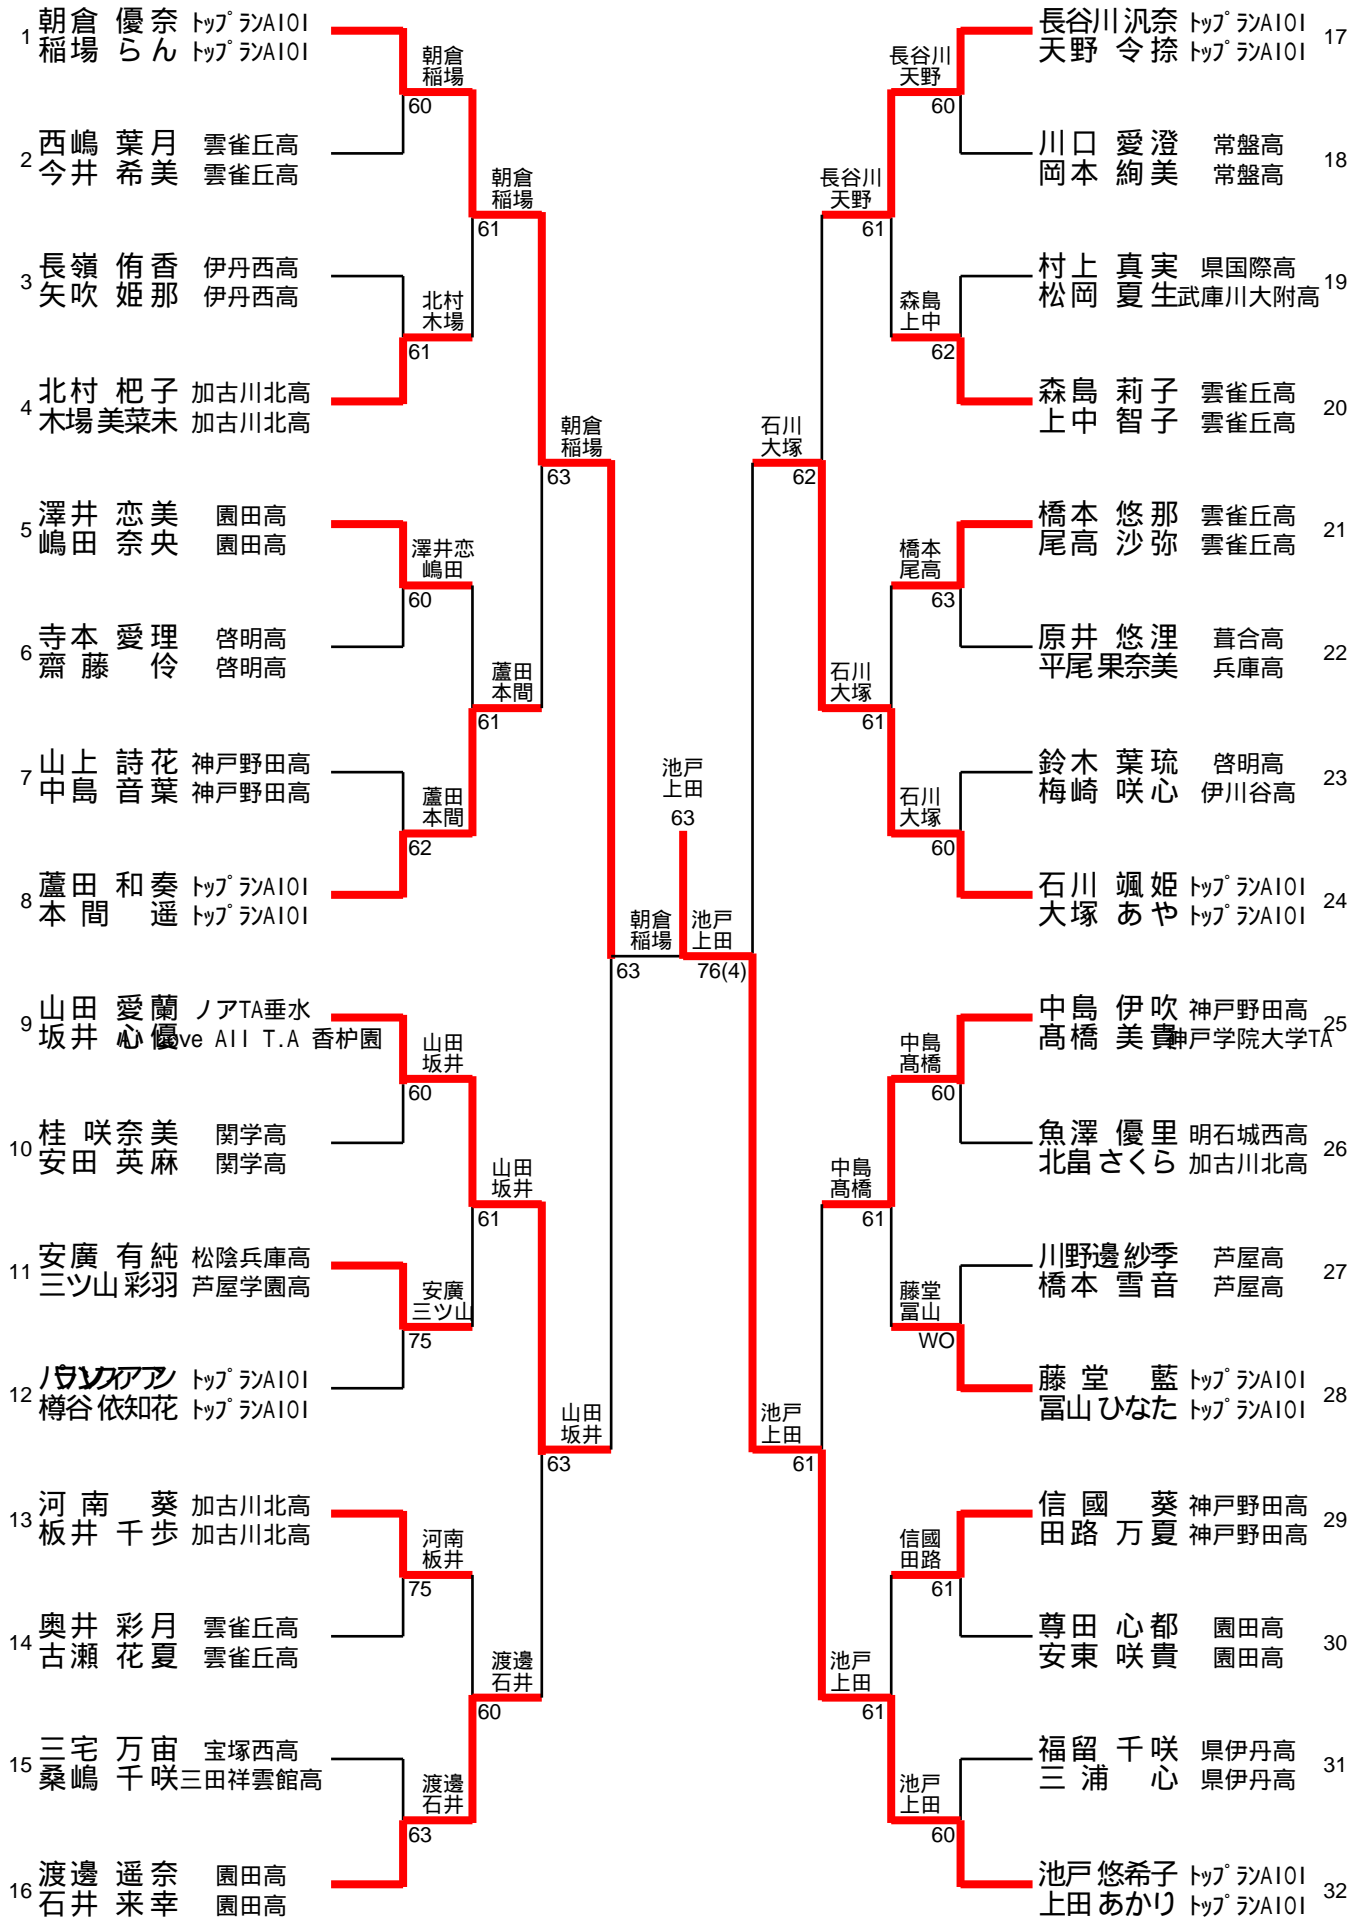 1 朝倉 優奈 トップランAIOI
稲場 らん トップランAIOI
2 西嶋 葉月 雲雀丘高
今井 希美 雲雀丘高
3 長嶺 侑香 伊丹西高
矢吹 姫那 伊丹西高
4 北村 杷子 加古川北高
木場 美菜未 加古川北高
5 澤井 恋美 園田高
嶋田 奈央 園田高
6 寺本 愛理 啓明高
齋藤 伶 啓明高
7 山上 詩花 神戸野田高
中島 音葉 神戸野田高
8 蘆田 和奏 トップランAIOI
本間 遥 トップランAIOI
9 山田 愛蘭 ノアTA垂水
坂井 心優 Love All T.A 香枦園
10 桂 咲奈美 関学高
安田 英麻 関学高
11 安廣 有純 松陰兵庫高
三ツ山 彩羽 芦屋学園高
12 トップランAIOI
樽谷 依知花 トップランAIOI
13 河南 葵 加古川北高
板井 千歩 加古川北高
14 奥井 彩月 雲雀丘高
古瀬 花夏 雲雀丘高
15 三宅 万宙 宝塚西高
桑嶋 千咲 三田祥雲館高
16 渡邊 遥奈 園田高
石井 来幸 園田高
朝倉
稲場
60
北村
木場
61
澤井恋
嶋田
60
蘆田
本間
62
山田
坂井
60
安廣
三ツ山
75
河南
板井
75
渡邊
石井
63
朝倉
稲場
61
蘆田
本間
61
山田
坂井
61
渡邊
石井
60
朝倉
稲場
63
山田
坂井
63
朝倉
稲場
63
池戸
上田
63
池戸
上田
76(4)
石川
大塚
62
池戸
上田
61
長谷川
天野
61
石川
大塚
61
中島
髙橋
61
池戸
上田
61
長谷川
天野
60
森島
上中
62
橋本
尾高
63
石川
大塚
60
中島
髙橋
60
藤堂
冨山
WO
信國
田路
61
池戸
上田
60
長谷川 汎奈 トップランAIOI 17
天野 令捺 トップランAIOI
川口 愛澄 常盤高 18
岡本 絢美 常盤高
村上 真実 県国際高 19
松岡 夏生 武庫川大附高
森島 莉子 雲雀丘高 20
上中 智子 雲雀丘高
橋本 悠那 雲雀丘高 21
尾高 沙弥 雲雀丘高
原井 悠浬 葺合高 22
平尾 果奈美 兵庫高
鈴木 葉琉 啓明高 23
梅崎 咲心 伊川谷高
石川 颯姫 トップランAIOI 24
大塚 あや トップランAIOI
中島 伊吹 神戸野田高 25
髙橋 美貴 神戸学院大学TA
魚澤 優里 明石城西高 26
北畠 さくら 加古川北高
川野邊 紗季 芦屋高 27
橋本 雪音 芦屋高
藤堂 藍 トップランAIOI 28
冨山 ひなた トップランAIOI
信國 葵 神戸野田高 29
田路 万夏 神戸野田高
尊田 心都 園田高 30
安東 咲貴 園田高
福留 千咲 県伊丹高 31
三浦 心 県伊丹高
池戸 悠希子 トップランAIOI 32
上田 あかり トップランAIOI